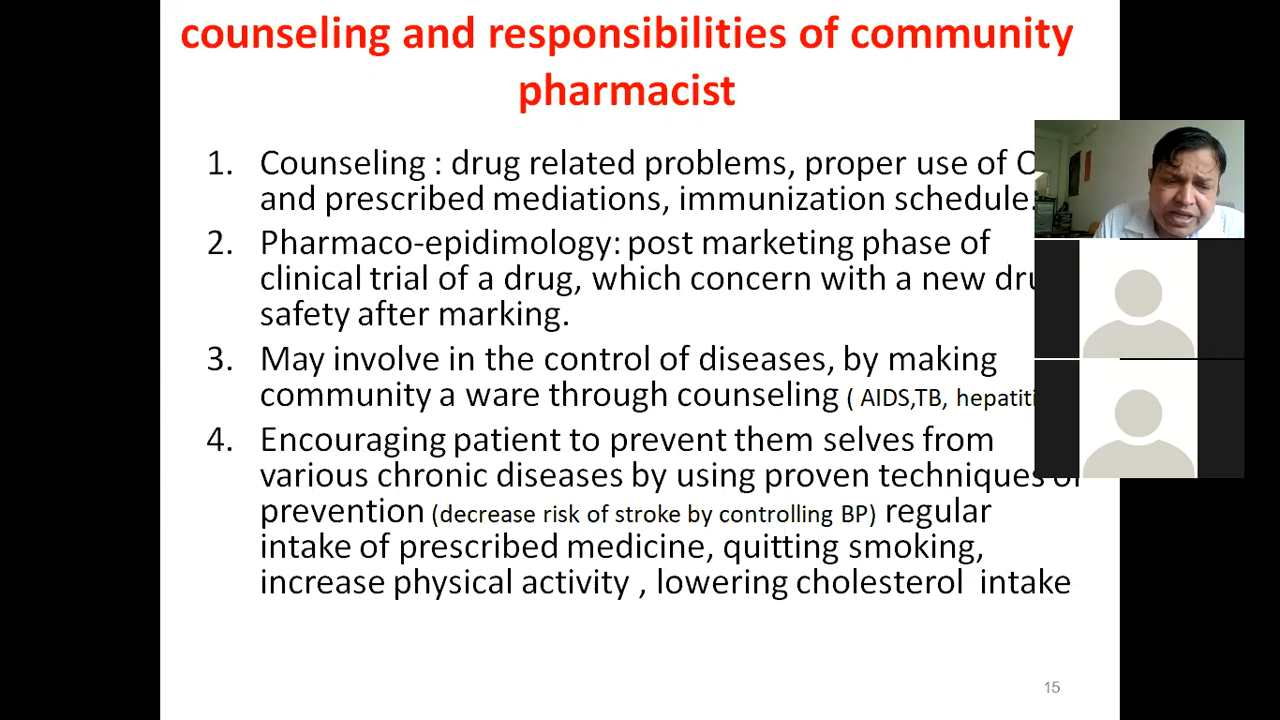 counseling and responsibilities of community
pharmacist
1. Counseling : drug related problems, proper use of
and prescribed mediations, immunization schedule.
2. Pharmaco-epidimology: post marketing phase of
clinical trial of a drug, which concern with a new
safety after marking.
3. May involve in the control of diseases, by making
community a ware through counseling ( AIDS,TB,
4. Encouraging patient to prevent them selves from
various chronic diseases by using proven techniques of
prevention (decrease risk of stroke by controlling BP) regular
intake of prescribed medicine, quitting smoking,
increase physical activity , lowering cholesterol intake
15